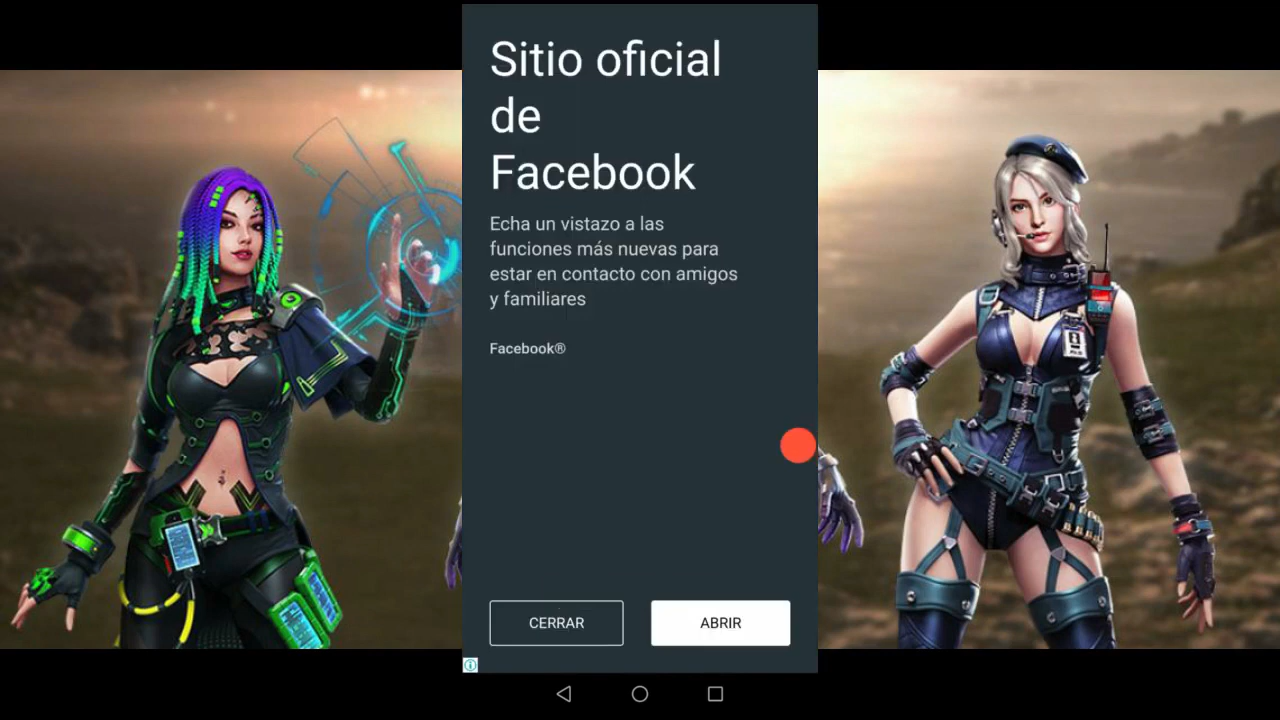 Sitio oficial
de
Facebook
Echa un vistazo a las
funciones más nuevas para
estar en contacto con amigos
y familiares
Facebook®
CERRAR
ABRIR